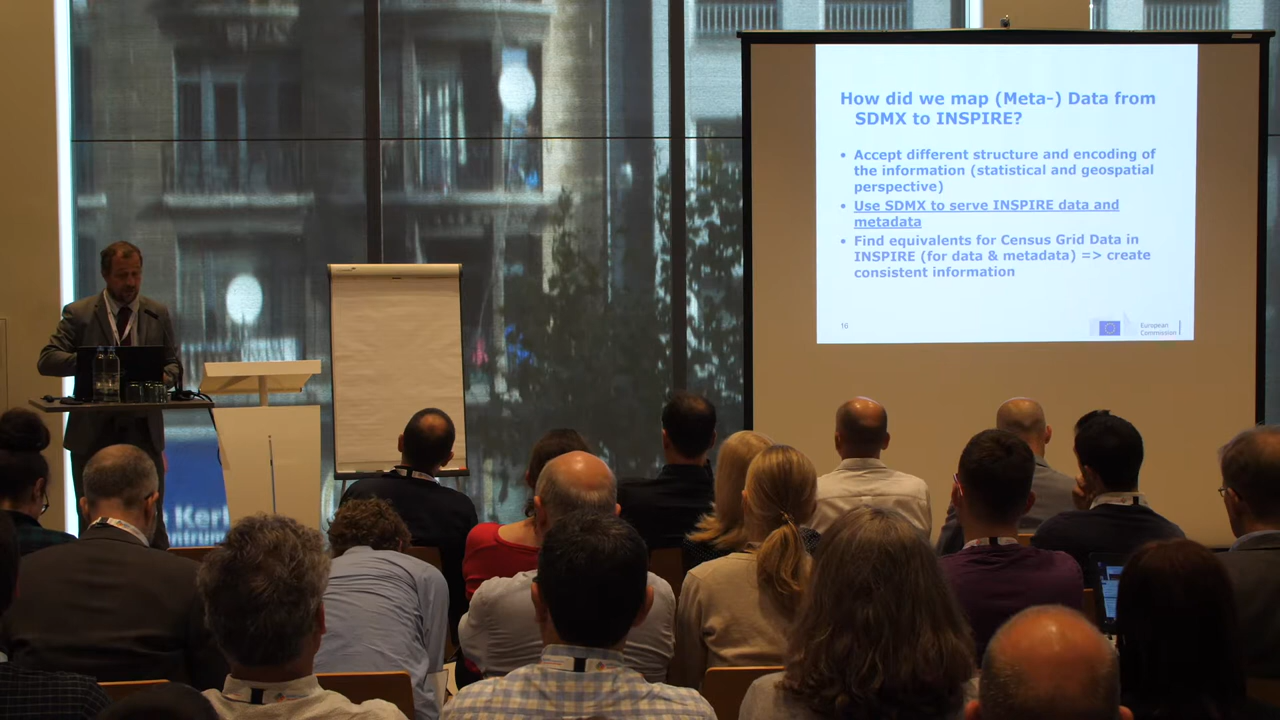 How did we map (Meta-) Data from
SDMX to INSPIRE?
• Accept different structure and encoding of
the information (statistical and geospatial
perspective)
• Use SDMX to serve INSPIRE data and
metadata
• Find equivalents for Census Grid Data in
INSPIRE (for data & metadata) => create
consistent information
16
European
Commission